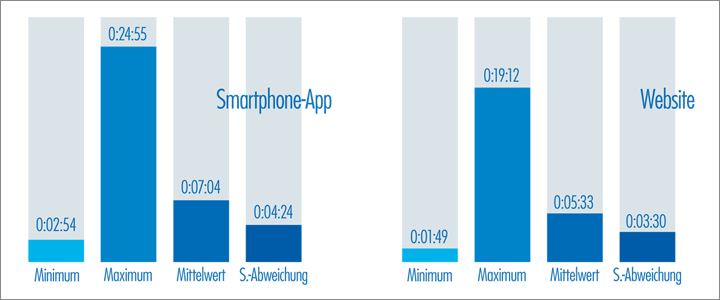 Smartphone-App
0:02:54
0:24:55
0:07:04
0:04:24
Minimum
Maximum
Mittelwert
S.-Abweichung
Website
0:01:49
0:19:12
0:05:33
0:03:30
Minimum
Maximum
Mittelwert
S.-Abweichung